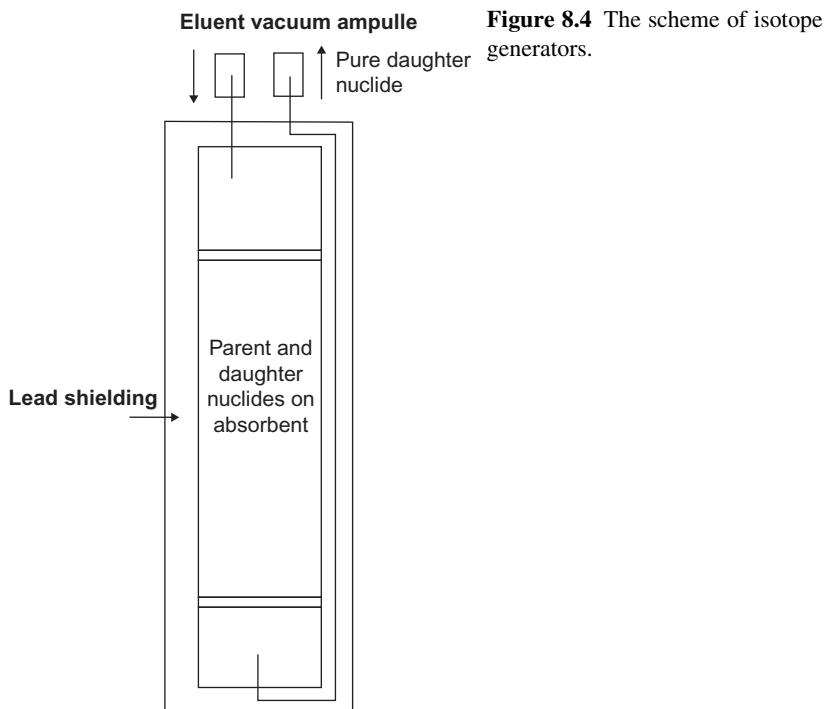 Eluent vacuum ampulle
Pure daughter
nuclide
Figure 8.4 The scheme of isotope
generators.
Parent and
daughter
nuclides on
absorbent
Lead shielding